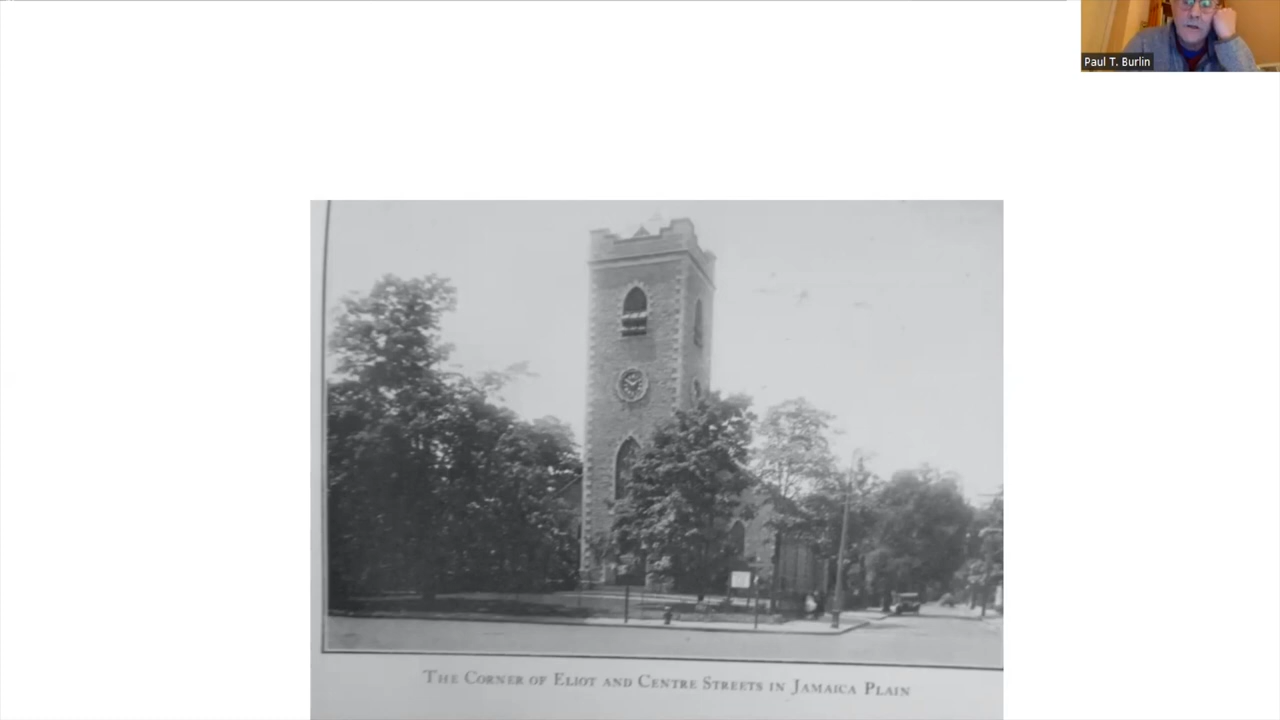 Paul T. Burlin
THE CORNER OF ELIOT AND CENTRE STREETS IN JAMAICA PLAIN